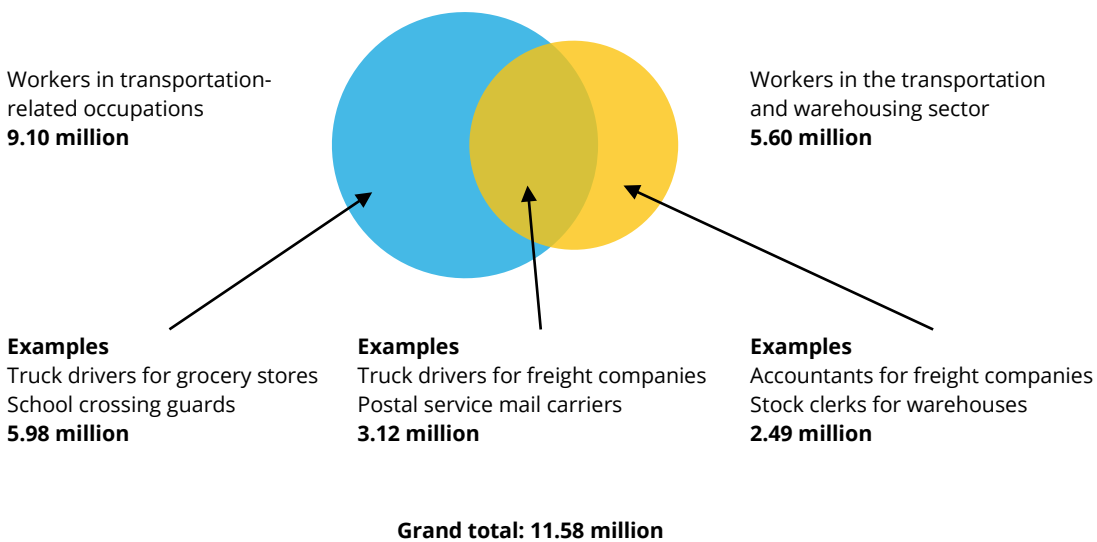 Workers in transportation-
related occupations
9.10 million
Workers in the transportation
and warehousing sector
5.60 million
Examples
Truck drivers for grocery stores
School crossing guards
5.98 million
Examples
Truck drivers for freight companies
Postal service mail carriers
3.12 million
Examples
Accountants for freight companies
Stock clerks for warehouses
2.49 million
Grand total: 11.58 million